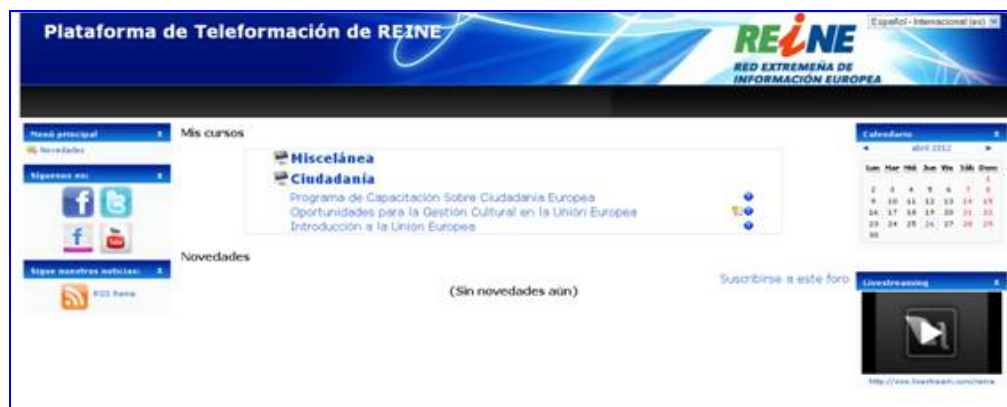 Plataforma de Teleformación de REINE
REINE
RED EXTREMEÑA DE
INFORMACIÓN EUROPEA
Español - Internacional (es)
Menú principal
Novedades
Síguenos en:
Sigue nuestras noticias:
RSS Reine
Mis cursos
Miscelánea
Ciudadanía
Programa de Capacitación Sobre Ciudadanía Europea
Oportunidades para la Gestión Cultural en la Unión Europea
Introducción a la Unión Europea
Novedades
Suscribirse a este foro
(Sin novedades aún)
Calendario
abril 2012
Lun Mar Mié Jue Vie Sáb Dom
1
2 3 4 5 6 7 8
9 10 11 12 13 14 15
16 17 18 19 20 21 22
23 24 25 26 27 28 29
30
Livestreaming
http://www.livestream.com/reine